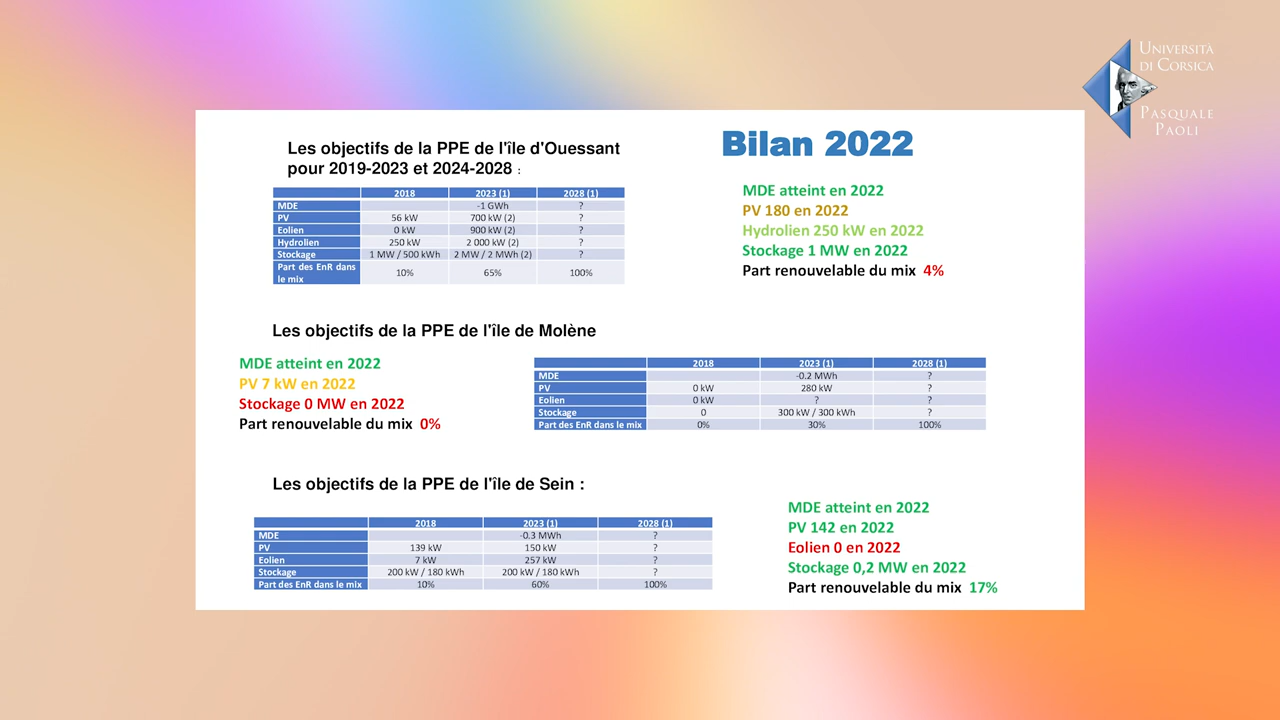 UNIVERSITÀ
DI CORSICA
PASQUALE
PAOLI
Les objectifs de la PPE de l'île d'Ouessant
pour 2019-2023 et 2024-2028 :
2018 2023 (1) 2028 (1)
MDE -1 GWh ?
PV 56 kW 700 kW (2) ?
Eolien 0 kW 900 kW (2) ?
Hydrolien 250 kW 2 000 kW (2) ?
Stockage 1 MW / 500 kWh 2 MW / 2 MWh (2) ?
Part des EnR dans
le mix 10% 65% 100%
Bilan 2022
MDE atteint en 2022
PV 180 en 2022
Hydrolien 250 kW en 2022
Stockage 1 MW en 2022
Part renouvelable du mix 4%
Les objectifs de la PPE de l'île de Molène
MDE atteint en 2022
PV 7 kW en 2022
Stockage 0 MW en 2022
Part renouvelable du mix 0%
2018 2023 (1) 2028 (1)
MDE -0.2 MWh ?
PV 0 kW 280 kW ?
Eolien 0 kW ? ?
Stockage 0 300 kW / 300 kWh ?
Part des EnR dans le mix 0% 30% 100%
Les objectifs de la PPE de l'île de Sein :
2018 2023 (1) 2028 (1)
MDE -0.3 MWh ?
PV 139 kW 150 kW ?
Eolien 7 kW 257 kW ?
Stockage 200 kW / 180 kWh 200 kW / 180 kWh ?
Part des EnR dans le mix 10% 60% 100%
MDE atteint en 2022
PV 142 en 2022
Eolien 0 en 2022
Stockage 0,2 MW en 2022
Part renouvelable du mix 17%